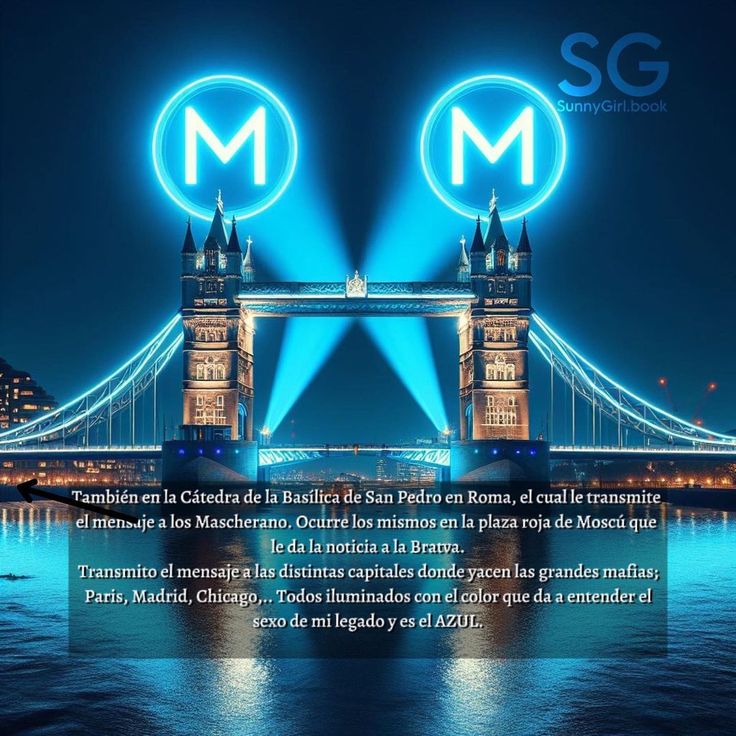 SG
SunnyGirl.book
M M
También en la Cátedra de la Basílica de San Pedro en Roma, el cual le transmite
el mensaje a los Mascherano. Ocurre los mismos en la plaza roja de Moscú que
le da la noticia a la Bratva.
Transmito el mensaje a las distintas capitales donde yacen las grandes mafias;
Paris, Madrid, Chicago,.. Todos iluminados con el color que da a entender el
sexo de mi legado y es el AZUL.